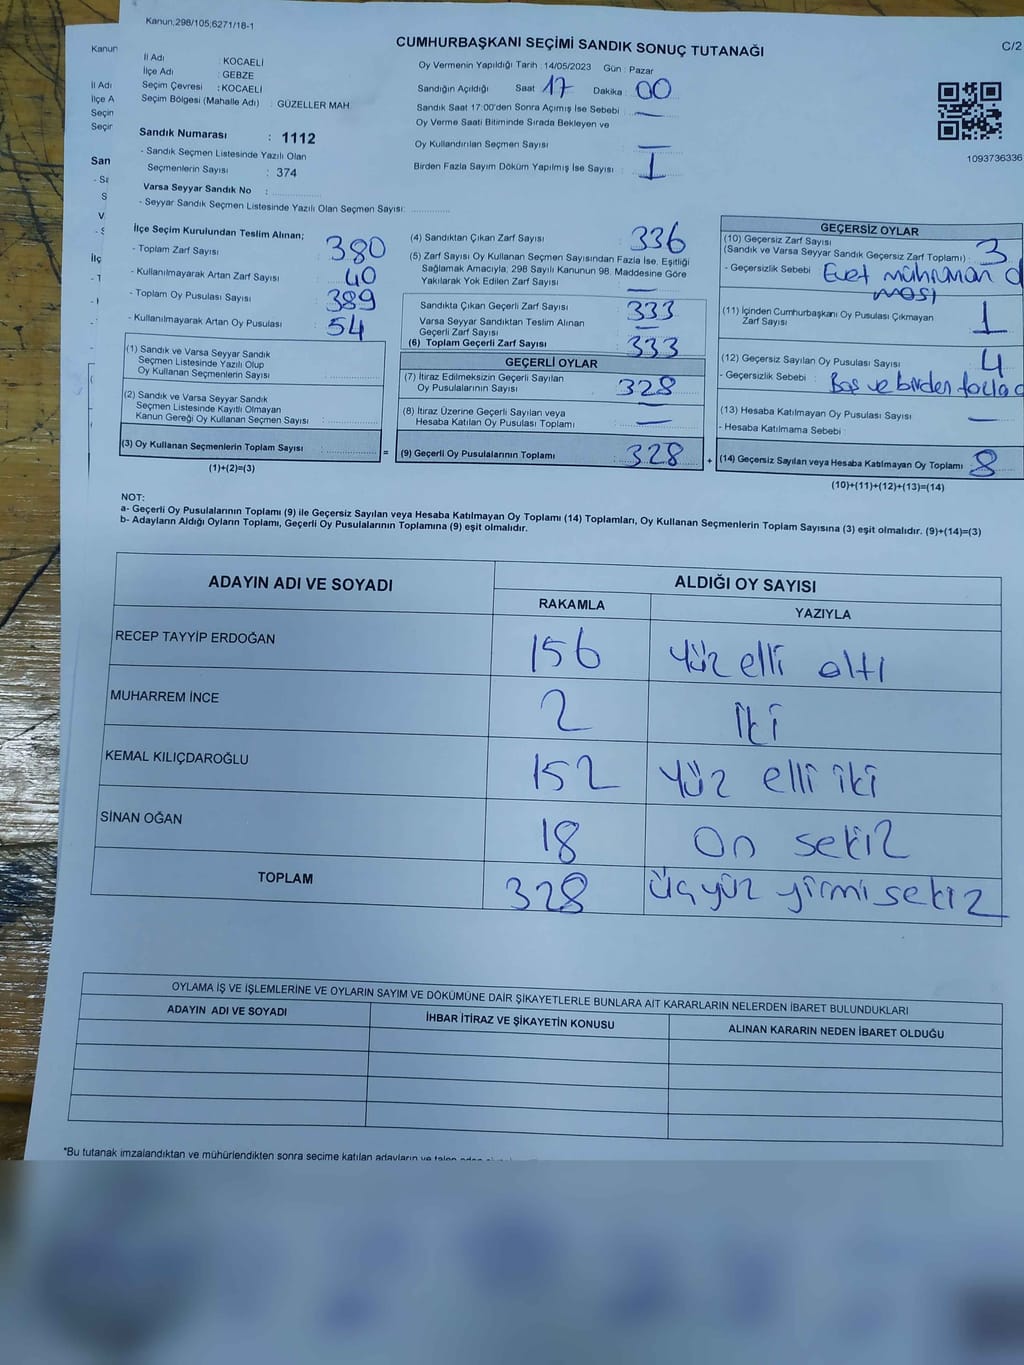 Kanun;298/105,6271/18-1
CUMHURBAŞKANI SEÇİMİ SANDIK SONUÇ TUTANAĞI
C/2
Kanun
İl Adı : KOCAELİ
İlçe Adı : GEBZE
Seçim Çevresi : KOCAELİ
Seçim Bölgesi (Mahalle Adı) : GÜZELLER MAH.
Oy Vermenin Yapıldığı Tarih : 14/05/2023 Gün : Pazar
Sandığın Açıldığı Saat 17 Dakika : 00
Sandık Saat 17:00'den Sonra Açımış İse Sebebi : —
Oy Verme Saati Bitiminde Sırada Bekleyen ve
Oy Kullandırılan Seçmen Sayısı : —
Birden Fazla Sayım Döküm Yapılmış İse Sayısı : I
1093736336
İl Adı
İlçe A
Seçin
Seçir
San
Sandık Numarası : 1112
- Sandık Seçmen Listesinde Yazılı Olan
Seçmenlerin Sayısı : 374
Varsa Seyyar Sandık No : ............
- Seyyar Sandık Seçmen Listesinde Yazılı Olan Seçmen Sayısı: ............
İlçe Seçim Kurulundan Teslim Alınan;
- Toplam Zarf Sayısı : 380
- Kullanılmayarak Artan Zarf Sayısı : 40
- Toplam Oy Pusulası Sayısı : 389
- Kullanılmayarak Artan Oy Pusulası : 54
(1) Sandık ve Varsa Seyyar Sandık
Seçmen Listesinde Yazılı Olup
Oy Kullanan Seçmenlerin Sayısı
(2) Sandık ve Varsa Seyyar Sandık
Seçmen Listesinde Kayıtlı Olmayan
Kanun Gereği Oy Kullanan Seçmen Sayısı
(3) Oy Kullanan Seçmenlerin Toplam Sayısı =
(1)+(2)=(3)
(4) Sandıktan Çıkan Zarf Sayısı : 336
(5) Zarf Sayısı Oy Kullanan Seçmen Sayısından Fazla İse, Eşitliği
Sağlamak Amacıyla, 298 Sayılı Kanunun 98. Maddesine Göre
Yakılarak Yok Edilen Zarf Sayısı : —
Sandıkta Çıkan Geçerli Zarf Sayısı : 333
Varsa Seyyar Sandıktan Teslim Alınan
Geçerli Zarf Sayısı : —
(6) Toplam Geçerli Zarf Sayısı : 333
GEÇERLİ OYLAR
(7) İtiraz Edilmeksizin Geçerli Sayılan
Oy Pusulalarının Sayısı : 328
(8) İtiraz Üzerine Geçerli Sayılan veya
Hesaba Katılan Oy Pusulası Toplamı : —
(9) Geçerli Oy Pusulalarının Toplamı : 328 +
GEÇERSİZ OYLAR
(10) Geçersiz Zarf Sayısı
(Sandık ve Varsa Seyyar Sandık Geçersiz Zarf Toplamı) : 3
- Geçersizlik Sebebi : Evet mührünün
(11) İçinden Cumhurbaşkanı Oy Pusulası Çıkmayan
Zarf Sayısı : 1
(12) Geçersiz Sayılan Oy Pusulası Sayısı : 4
- Geçersizlik Sebebi : Boş ve birden fazla
(13) Hesaba Katılmayan Oy Pusulası Sayısı : —
- Hesaba Katılmama Sebebi :
(14) Geçersiz Sayılan veya Hesaba Katılmayan Oy Toplamı : 8
(10)+(11)+(12)+(13)=(14)
NOT:
a- Geçerli Oy Pusulalarının Toplamı (9) ile Geçersiz Sayılan veya Hesaba Katılmayan Oy Toplamı (14) Toplamları, Oy Kullanan Seçmenlerin Toplam Sayısına (3) eşit olmalıdır. (9)+(14)=(3)
b- Adayların Aldığı Oyların Toplamı, Geçerli Oy Pusulalarının Toplamına (9) eşit olmalıdır.
ADAYIN ADI VE SOYADI ALDIĞI OY SAYISI
RAKAMLA YAZIYLA
RECEP TAYYİP ERDOĞAN 156 Yüz elli altı
MUHARREM İNCE 2 İki
KEMAL KILIÇDAROĞLU 152 Yüz elli iki
SİNAN OĞAN 18 On sekiz
TOPLAM 328 Üç yüz yirmi sekiz
OYLAMA İŞ VE İŞLEMLERİNE VE OYLARIN SAYIM VE DÖKÜMÜNE DAİR ŞİKAYETLERLE BUNLARA AİT KARARLARIN NELERDEN İBARET BULUNDUKLARI
ADAYIN ADI VE SOYADI İHBAR İTİRAZ VE ŞİKAYETİN KONUSU ALINAN KARARIN NEDEN İBARET OLDUĞU
*Bu tutanak imzalandıktan ve mühürlendikten sonra seçime katılan adayların ve